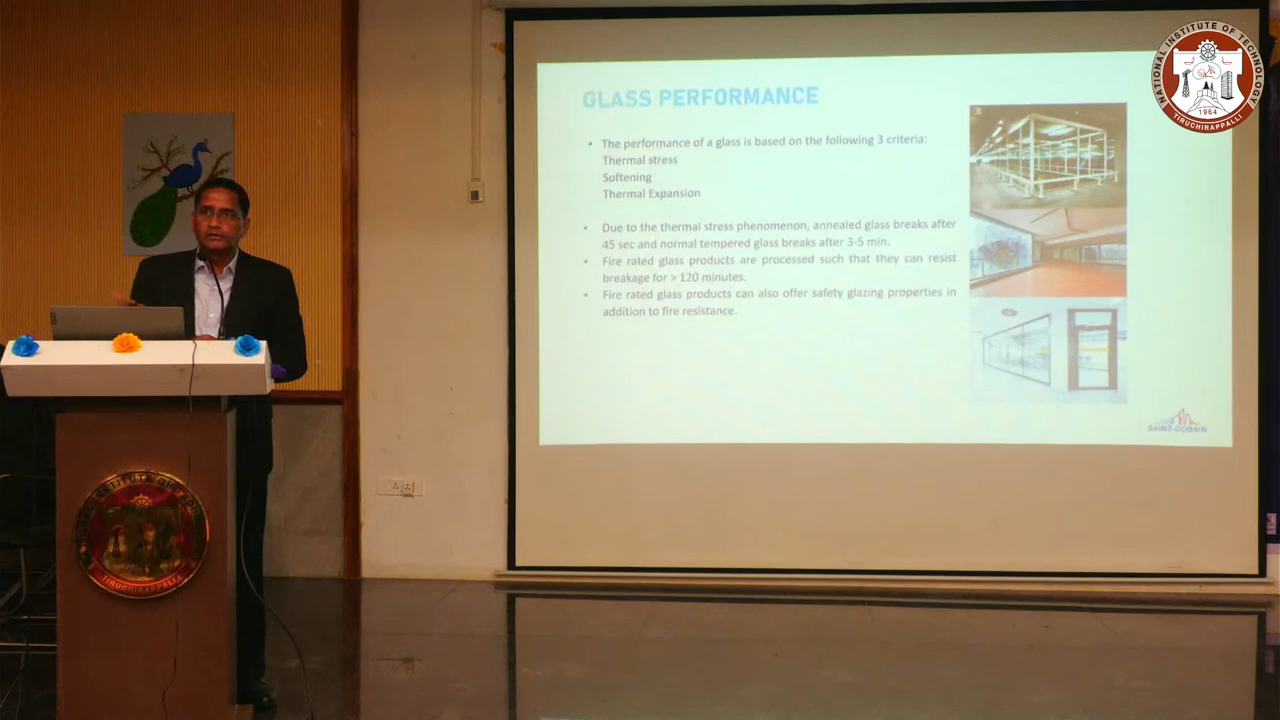 GLASS PERFORMANCE
• The performance of a glass is based on the following 3 criteria:
Thermal stress
Softening
Thermal Expansion
• Due to the thermal stress phenomenon, annealed glass breaks after
45 sec and normal tempered glass breaks after 3-5 min.
• Fire rated glass products are processed such that they can resist
breakage for > 120 minutes.
• Fire rated glass products can also offer safety glazing properties in
addition to fire resistance.
SAINT-GOBAIN
NATIONAL INSTITUTE OF TECHNOLOGY
1964
TIRUCHIRAPPALLI
INSTITUTE OF
TIRUCHIRAPPALLI